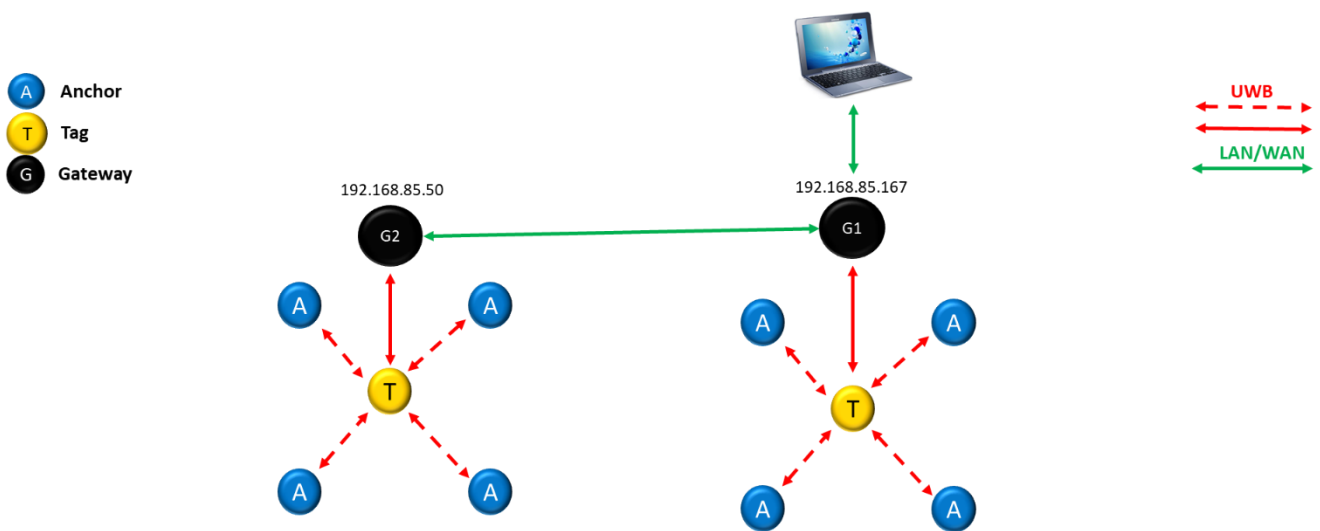 A Anchor
T Tag
G Gateway
UWB
LAN/WAN
192.168.85.50
192.168.85.167
G2
G1
A
A
A
A
T
T
A
A
A
A